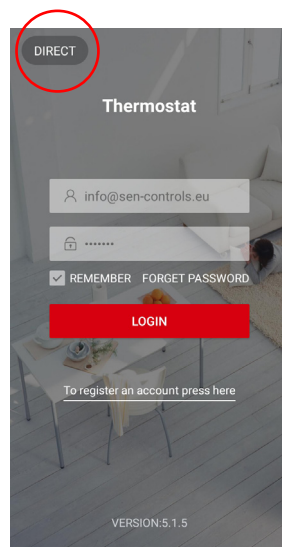 DIRECT
Thermostat
info@sen-controls.eu
•••••••
REMEMBER FORGET PASSWORD
LOGIN
To register an account press here
VERSION:5.1.5